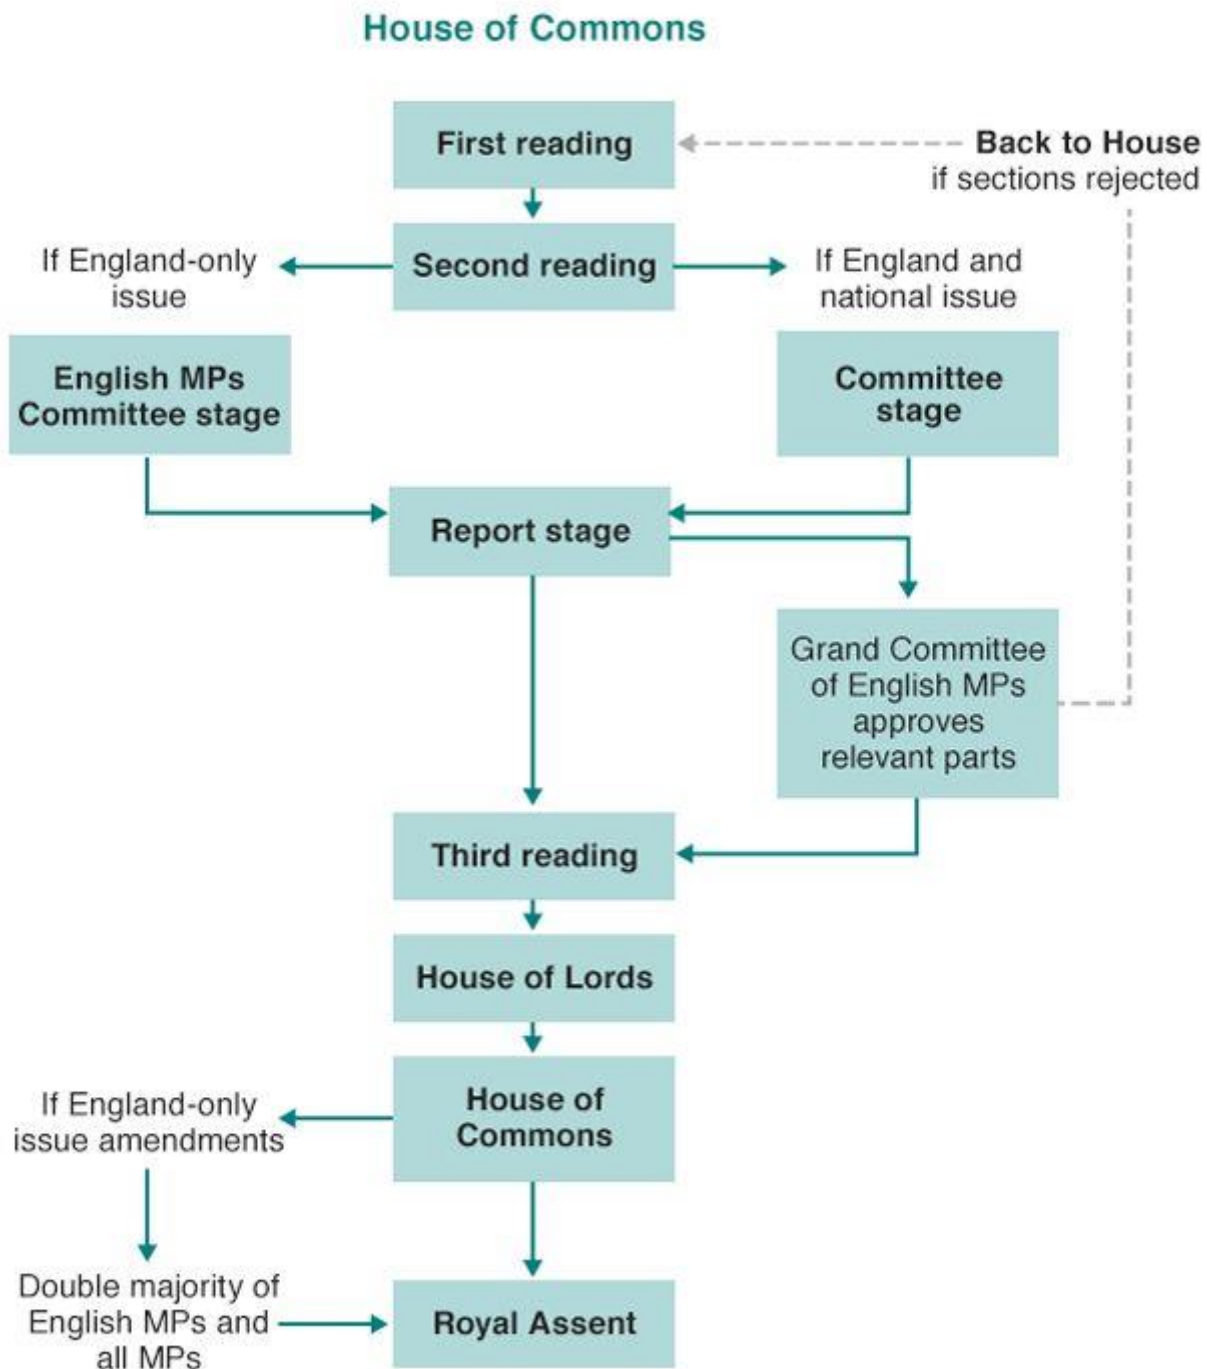 House of Commons
First reading
Back to House
if sections rejected
If England-only
issue
Second reading
If England and
national issue
English MPs
Committee stage
Committee
stage
Report stage
Grand Committee
of English MPs
approves
relevant parts
Third reading
House of Lords
If England-only
issue amendments
House of
Commons
Double majority of
English MPs and
all MPs
Royal Assent